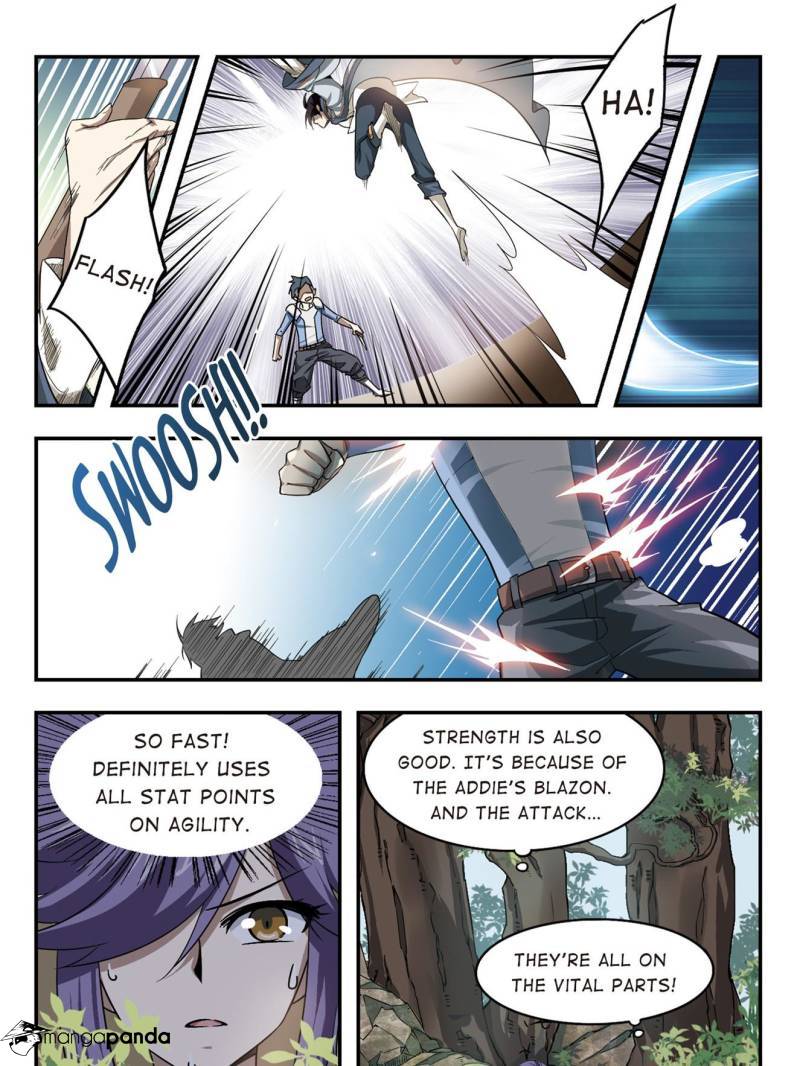 FLASH!
HA!
SWOOSH!!
SO FAST!
DEFINITELY USES
ALL STAT POINTS
ON AGILITY.
STRENGTH IS ALSO
GOOD. IT'S BECAUSE OF
THE ADDIE'S BLAZON.
AND THE ATTACK...
THEY'RE ALL ON
THE VITAL PARTS!
mangapanda